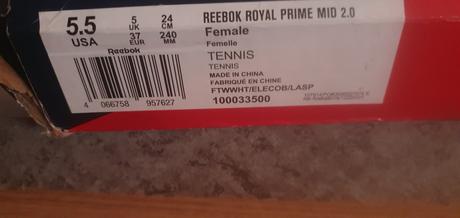 5.5
USA
5
UK
37
EUR
24
CM
240
MM
REEBOK ROYAL PRIME MID 2.0
Female
Femelle
TENNIS
TENNIS
MADE IN CHINA
FABRIQUÉ EN CHINE
FTWWHT/ELECOB/LASP
100033500
Reebok
4 066758 957627